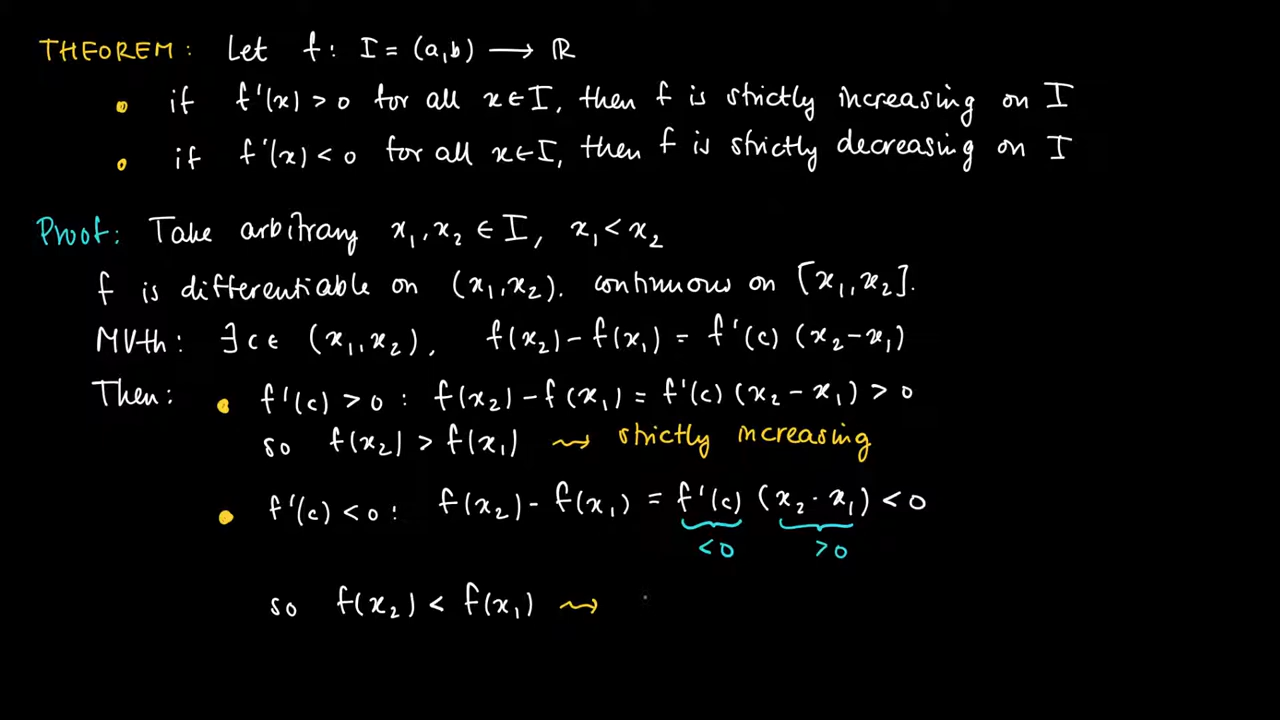 THEOREM: Let f: I = (a,b) ⟶ ℝ
• if f'(x) > 0 for all x ∈ I, then f is strictly increasing on I
• if f'(x) < 0 for all x ∈ I, then f is strictly decreasing on I
Proof: Take arbitrary x₁, x₂ ∈ I, x₁ < x₂
f is differentiable on (x₁, x₂). continuous on [x₁, x₂].
MVth: ∃ c ∈ (x₁, x₂), f(x₂) - f(x₁) = f'(c) (x₂ - x₁)
Then: • f'(c) > 0 : f(x₂) - f(x₁) = f'(c) (x₂ - x₁) > 0
so f(x₂) > f(x₁) ⇝ strictly increasing
• f'(c) < 0 : f(x₂) - f(x₁) = f'(c) (x₂ - x₁) < 0
< 0 > 0
so f(x₂) < f(x₁) ⇝